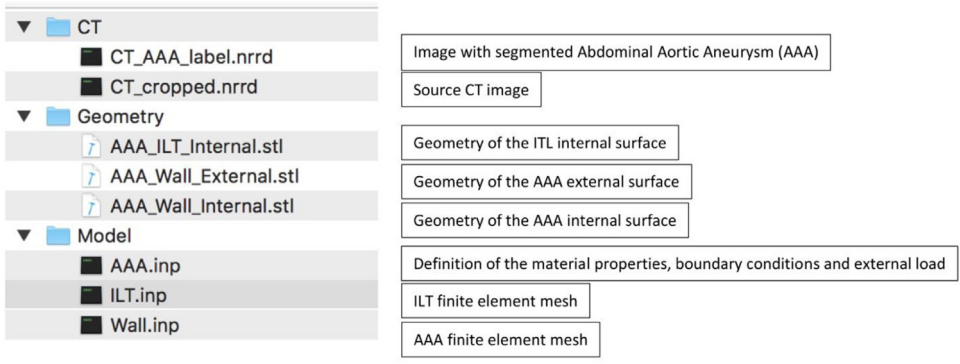 CT
CT_AAA_label.nrrd
Image with segmented Abdominal Aortic Aneurysm (AAA)
CT_cropped.nrrd
Source CT image
Geometry
AAA_ILT_Internal.stl
Geometry of the ITL internal surface
AAA_Wall_External.stl
Geometry of the AAA external surface
AAA_Wall_Internal.stl
Geometry of the AAA internal surface
Model
AAA.inp
Definition of the material properties, boundary conditions and external load
ILT.inp
ILT finite element mesh
Wall.inp
AAA finite element mesh